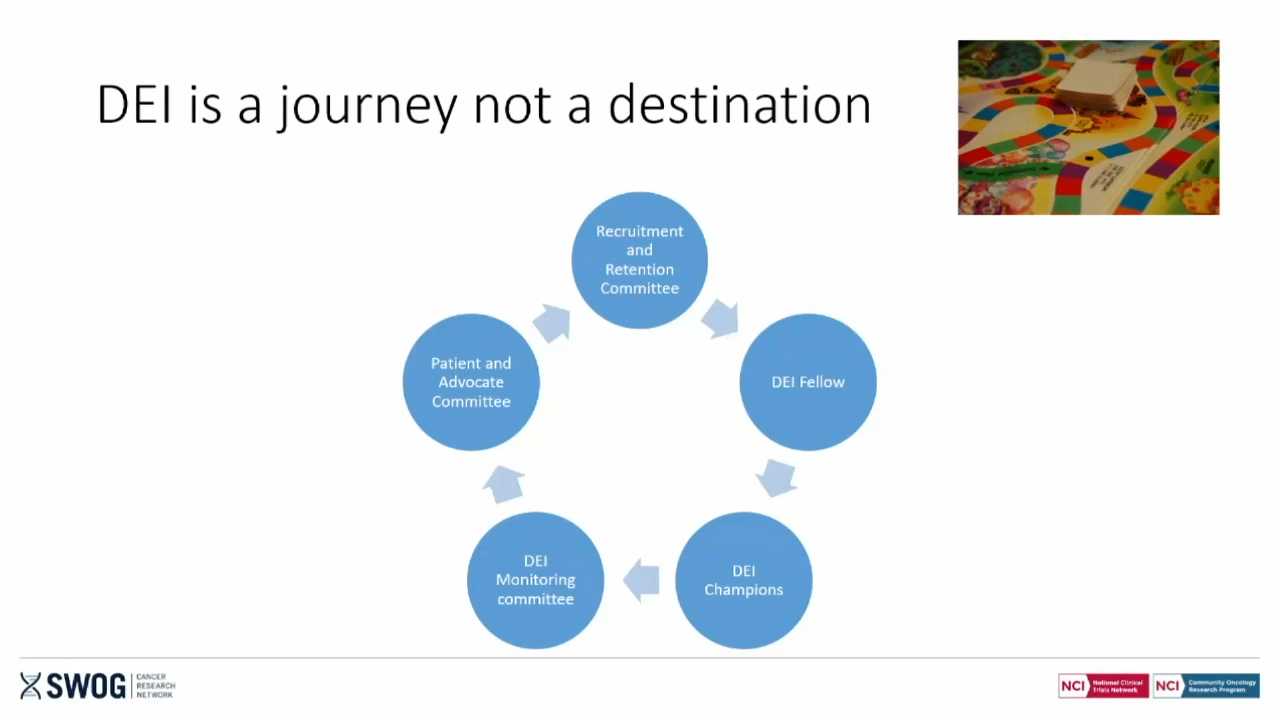 DEI is a journey not a destination
Recruitment
and
Retention
Committee
DEI Fellow
DEI
Champions
DEI
Monitoring
committee
Patient and
Advocate
Committee
SWOG
CANCER
RESEARCH
NETWORK
NCI
National Clinical
Trials Network
NCI
Community Oncology
Research Program